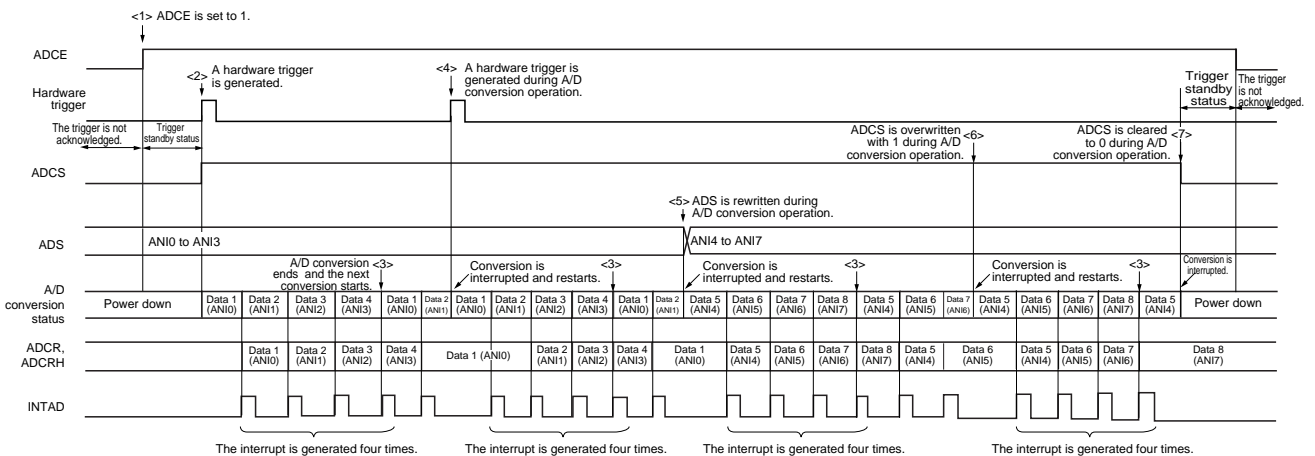 <1> ADCE is set to 1.
ADCE
<2> A hardware trigger
is generated.
<4> A hardware trigger is
generated during A/D
conversion operation.
Trigger
standby
status
The trigger
is not
acknowledged.
Hardware
trigger
The trigger is not
acknowledged.
Trigger
standby status
ADCS is overwritten <6>
with 1 during A/D
conversion operation.
ADCS is cleared <7>
to 0 during A/D
conversion operation.
ADCS
<5> ADS is rewritten during
A/D conversion operation.
ADS
ANI0 to ANI3
ANI4 to ANI7
A/D conversion <3>
ends and the next
conversion starts.
Conversion is
interrupted and restarts.
<3>
Conversion is
interrupted and restarts.
<3>
Conversion is
interrupted and restarts.
<3>
Conversion is
interrupted.
A/D
conversion
status
Power down
Data 1 (ANI0)
Data 2 (ANI1)
Data 3 (ANI2)
Data 4 (ANI3)
Data 1 (ANI0)
Data 2 (ANI1)
Data 1 (ANI0)
Data 2 (ANI1)
Data 3 (ANI2)
Data 4 (ANI3)
Data 1 (ANI0)
Data 2 (ANI1)
Data 5 (ANI4)
Data 6 (ANI5)
Data 7 (ANI6)
Data 8 (ANI7)
Data 5 (ANI4)
Data 6 (ANI5)
Data 7 (ANI6)
Data 5 (ANI4)
Data 6 (ANI5)
Data 7 (ANI6)
Data 8 (ANI7)
Data 5 (ANI4)
Power down
ADCR,
ADCRH
Data 1 (ANI0)
Data 2 (ANI1)
Data 3 (ANI2)
Data 4 (ANI3)
Data 1 (ANI0)
Data 2 (ANI1)
Data 3 (ANI2)
Data 4 (ANI3)
Data 1 (ANI0)
Data 5 (ANI4)
Data 6 (ANI5)
Data 7 (ANI6)
Data 8 (ANI7)
Data 5 (ANI4)
Data 6 (ANI5)
Data 5 (ANI4)
Data 6 (ANI5)
Data 7 (ANI6)
Data 8 (ANI7)
INTAD
The interrupt is generated four times.
The interrupt is generated four times.
The interrupt is generated four times.
The interrupt is generated four times.